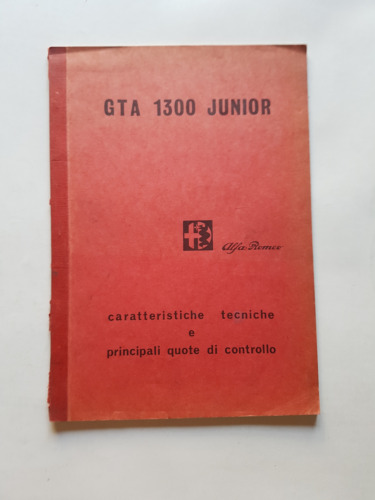 GTA 1300 JUNIOR
Alfa-Romeo
caratteristiche tecniche
e
principali quote di controllo